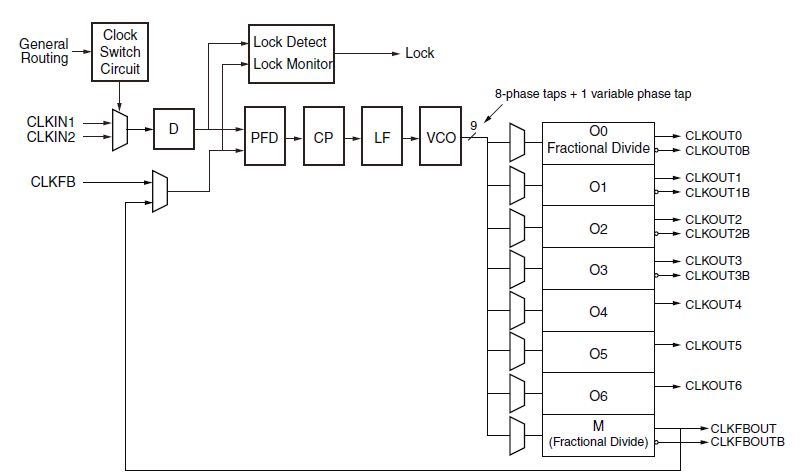 General
Routing
Clock
Switch
Circuit
Lock Detect
Lock Monitor
Lock
CLKIN1
CLKIN2
D
PFD
CP
LF
VCO
9
8-phase taps + 1 variable phase tap
CLKFB
O0
Fractional Divide
CLKOUT0
CLKOUT0B
O1
CLKOUT1
CLKOUT1B
O2
CLKOUT2
CLKOUT2B
O3
CLKOUT3
CLKOUT3B
O4
CLKOUT4
O5
CLKOUT5
O6
CLKOUT6
M
(Fractional Divide)
CLKFBOUT
CLKFBOUTB